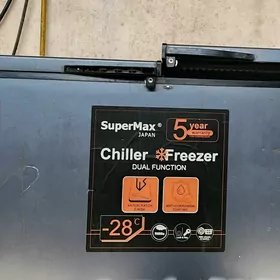 SuperMax®
JAPAN
5 year
Chiller ❄Freezer
DUAL FUNCTION
-28°C